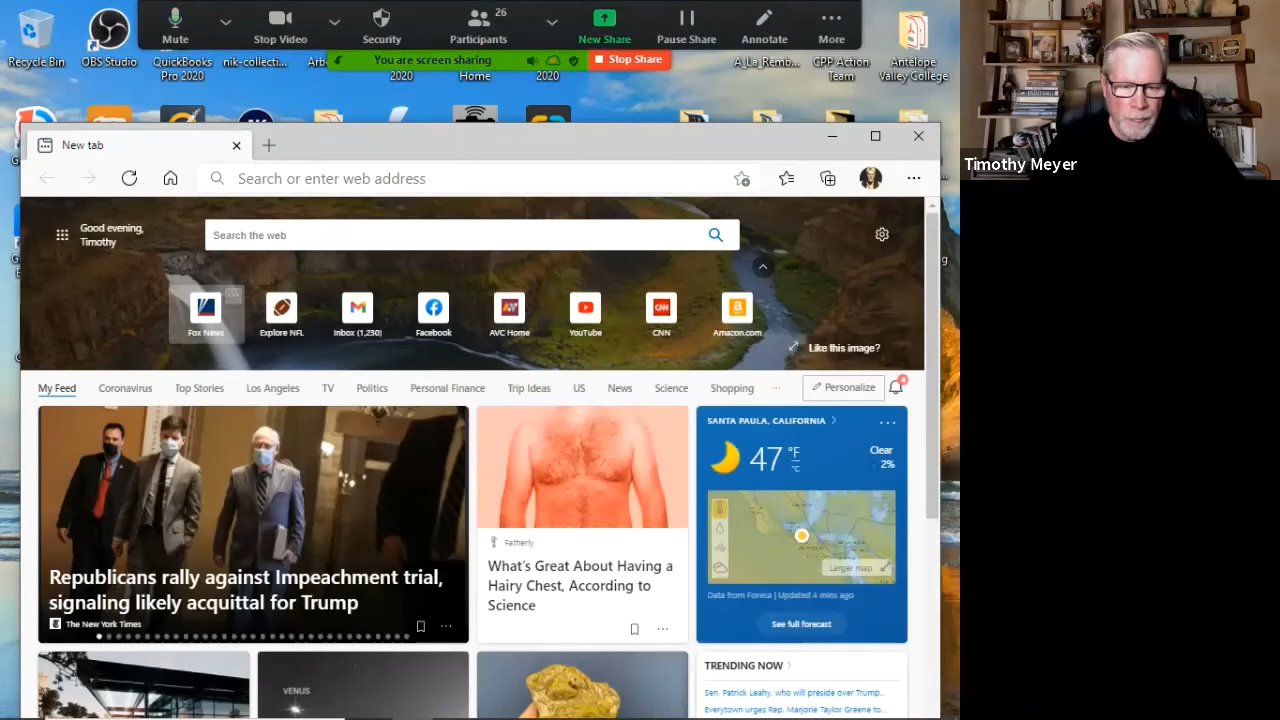 Mute
Stop Video
Security
26
Participants
New Share
Pause Share
Annotate
More
You are screen sharing
Stop Share
Recycle Bin
OBS Studio
QuickBooks
Pro 2020
nik-collecti...
2020
Home
2020
A_La_Remb...
CPP Action
Team
Antelope
Valley College
Timothy Meyer
New tab
Search or enter web address
Good evening,
Timothy
Search the web
Fox News
Explore NFL
Inbox (1,230)
Facebook
AVC Home
YouTube
CNN
Amazon.com
Like this image?
My Feed
Coronavirus
Top Stories
Los Angeles
TV
Politics
Personal Finance
Trip Ideas
US
News
Science
Shopping
Personalize
4
Republicans rally against Impeachment trial,
signaling likely acquittal for Trump
The New York Times
Fatherly
What's Great About Having a
Hairy Chest, According to
Science
SANTA PAULA, CALIFORNIA
47 °F
°C
Clear
2%
Larger map
Data from Foreca | Updated 4 mins ago
See full forecast
VENUS
TRENDING NOW
Sen. Patrick Leahy, who will preside over Trump...
Everytown urges Rep. Marjorie Taylor Greene to...